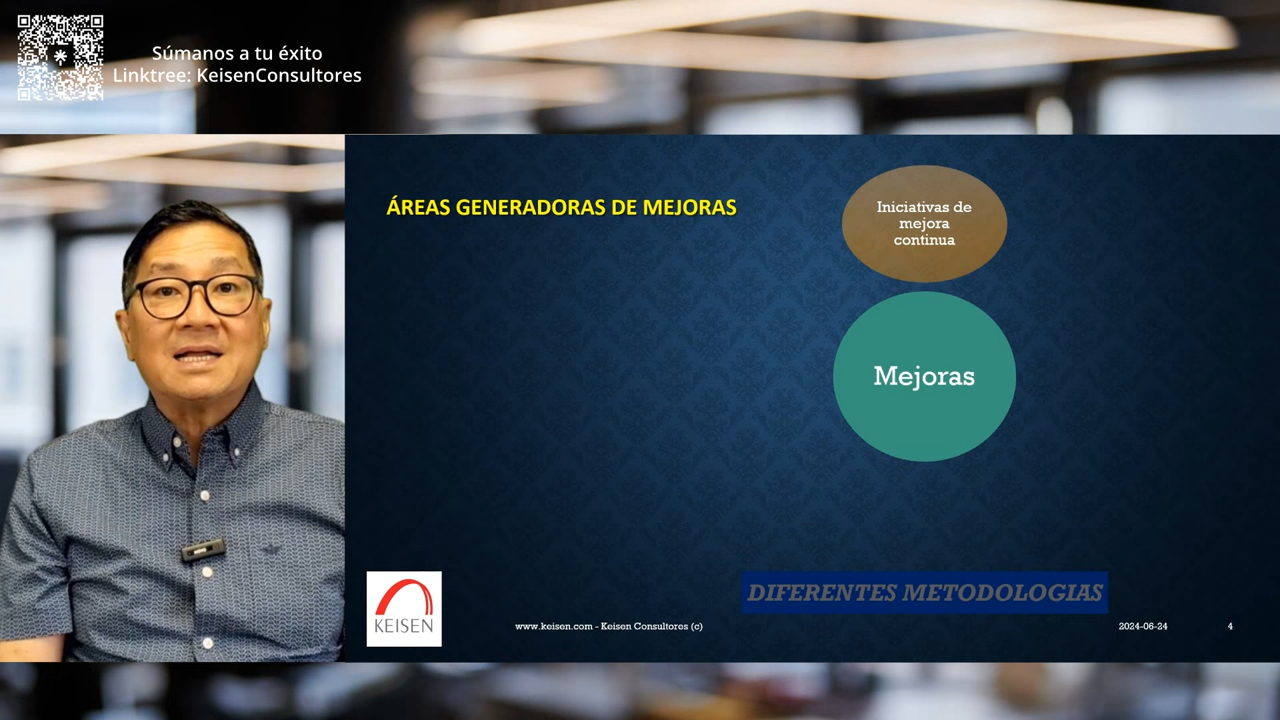 Súmanos a tu éxito
Linktree: KeisenConsultores
ÁREAS GENERADORAS DE MEJORAS
Iniciativas de
mejora
continua
Mejoras
DIFERENTES METODOLOGIAS
KEISEN
www.keisen.com - Keisen Consultores (c)
2024-06-24
4